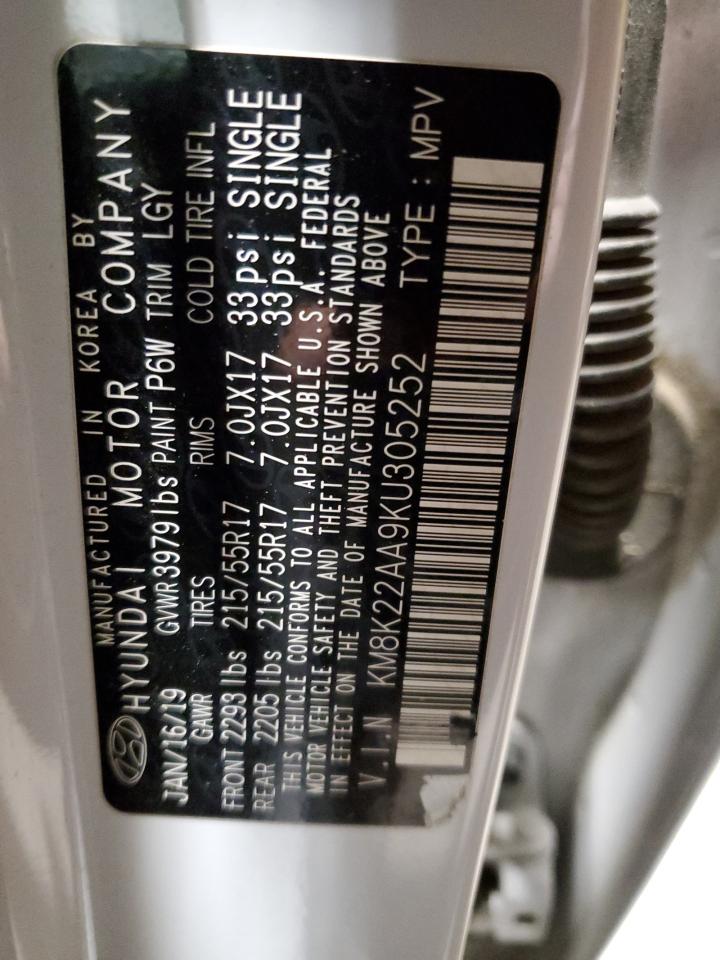 MANUFACTURED IN KOREA BY
HYUNDAI MOTOR COMPANY
JAN/16/19 GVWR 3979lbs PAINT P6W TRIM LGY
GAWR TIRES RIMS COLD TIRE INFL
FRONT 2293 lbs 215/55R17 7.0JX17 33psi SINGLE
REAR 2205 lbs 215/55R17 7.0JX17 33psi SINGLE
THIS VEHICLE CONFORMS TO ALL APPLICABLE U.S.A. FEDERAL
MOTOR VEHICLE SAFETY AND THEFT PREVENTION STANDARDS
IN EFFECT ON THE DATE OF MANUFACTURE SHOWN ABOVE
V.I.N KM8K22AA9KU305252 TYPE : MPV